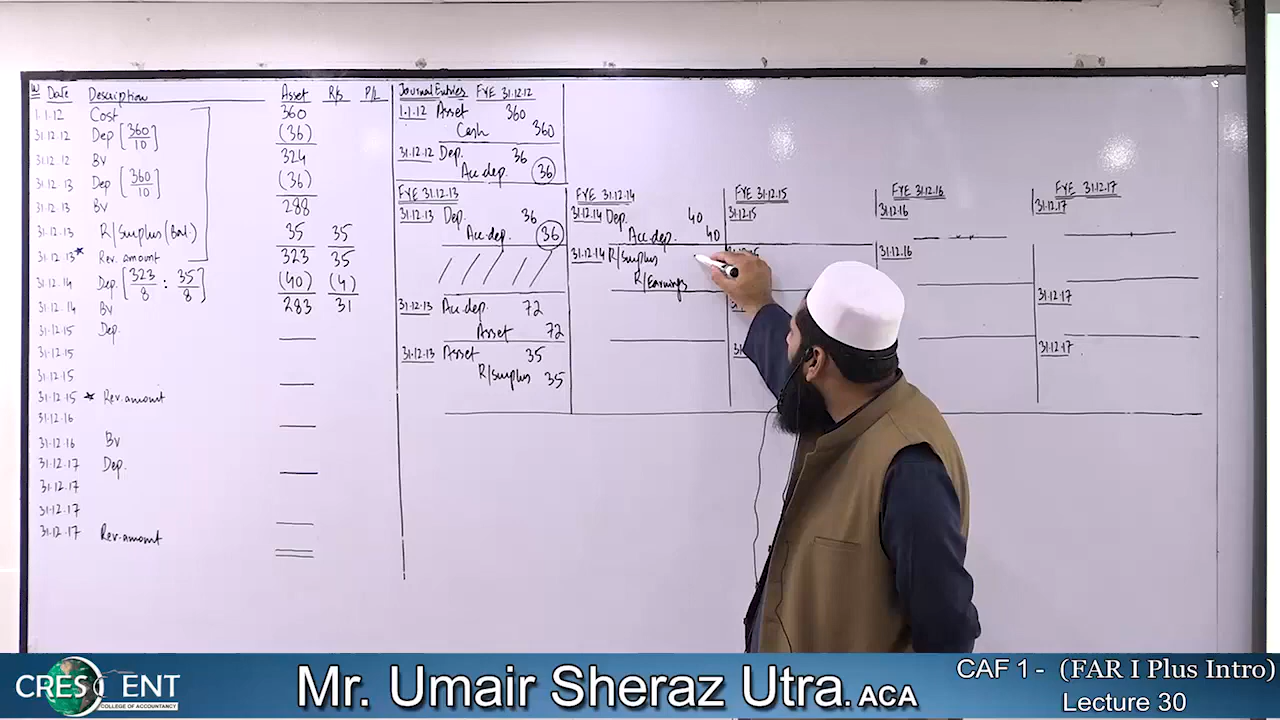 W Date Description Asset R/S P/L
1.1.12 Cost 360
31.12.12 Dep [360/10] (36)
31.12.12 BV 324
31.12.13 Dep [360/10] (36)
31.12.13 BV 288
31.12.13 R/Surplus (Bal.) 35 35
31.12.13* Rev. amount 323 35
31.12.14 Dep. [323/8 : 35/8] (40) (4)
31.12.14 BV 283 31
31.12.15 Dep.
31.12.15
31.12.15
31.12.15 * Rev. amount
31.12.16
31.12.16 BV
31.12.17 Dep.
31.12.17
31.12.17
31.12.17 Rev. amount
Journal Entries FYE 31.12.12
1.1.12 Asset 360
Cash 360
31.12.12 Dep. 36
Acc. dep. 36
FYE 31.12.13
31.12.13 Dep. 36
Acc. dep. 36
31.12.13 Acc. dep. 72
Asset 72
31.12.13 Asset 35
R/Surplus 35
FYE 31.12.14
31.12.14 Dep. 40
Acc. dep. 40
31.12.14 R/Surplus
R/Earnings
FYE 31.12.15
31.12.15
FYE 31.12.16
31.12.16
31.12.16
FYE 31.12.17
31.12.17
31.12.17
31.12.17
CRESCENT
COLLEGE OF ACCOUNTANCY
Mr. Umair Sheraz Utra. ACA
CAF 1 - (FAR I Plus Intro)
Lecture 30